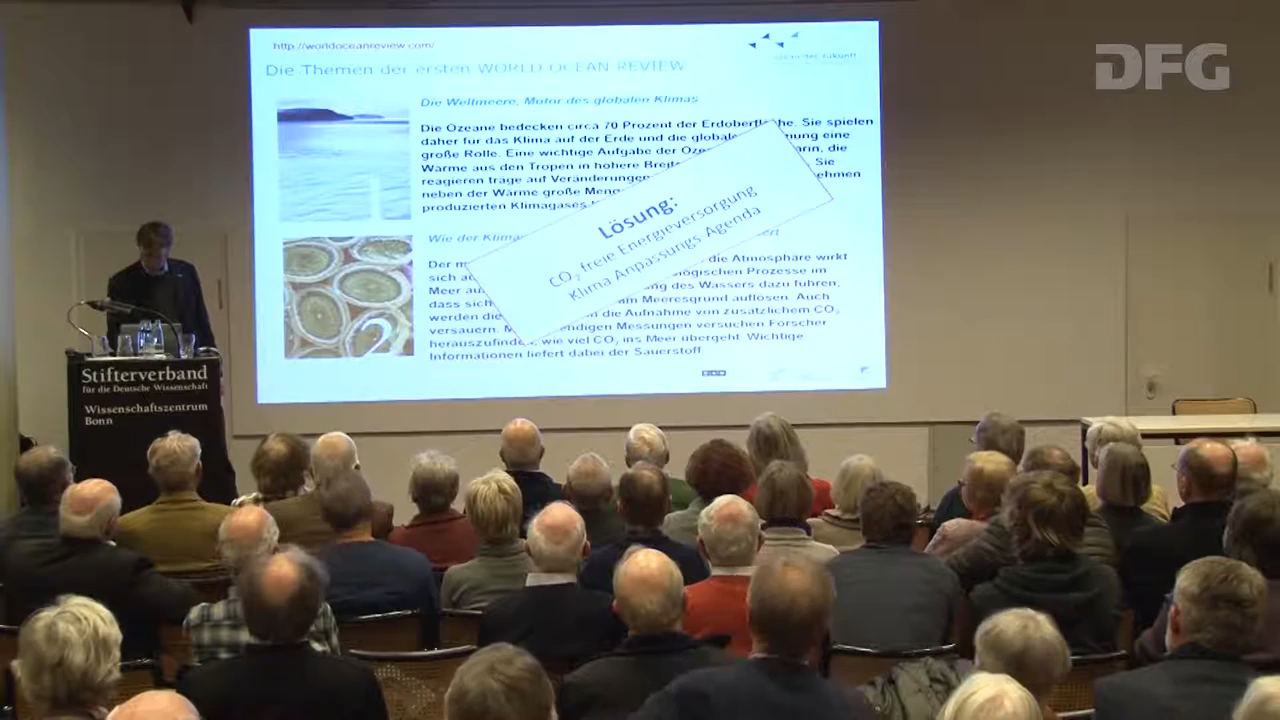 http://worldoceanreview.com/
Die Themen der ersten WORLD OCEAN REVIEW
DFG
Die Weltmeere, Motor des globalen Klimas
Die Ozeane bedecken circa 70 Prozent der Erdoberfläche. Sie spielen
daher für das Klima auf der Erde und die globale
eine
große Rolle. Eine wichtige Aufgabe der
die
Wärme aus den Tropen in höhere
Sie
reagieren träge auf Veränderungen
neben der Wärme große
produzierten Klimagases
Lösung:
CO2 freie Energieversorgung
Klima Anpassungs-Agenda
Wie der
Der
die Atmosphäre wirkt
sich
Prozesse im
Meer
des Wassers dazu führen,
dass sich
Meeresgrund auflösen. Auch
werden die
die Aufnahme von zusätzlichem CO2
versauern.
Messungen versuchen Forscher
herauszufinden, wie viel CO2 ins Meer übergeht. Wichtige
Informationen liefert dabei der Sauerstoff
Stifterverband
für die Deutsche Wissenschaft
Wissenschaftszentrum
Bonn